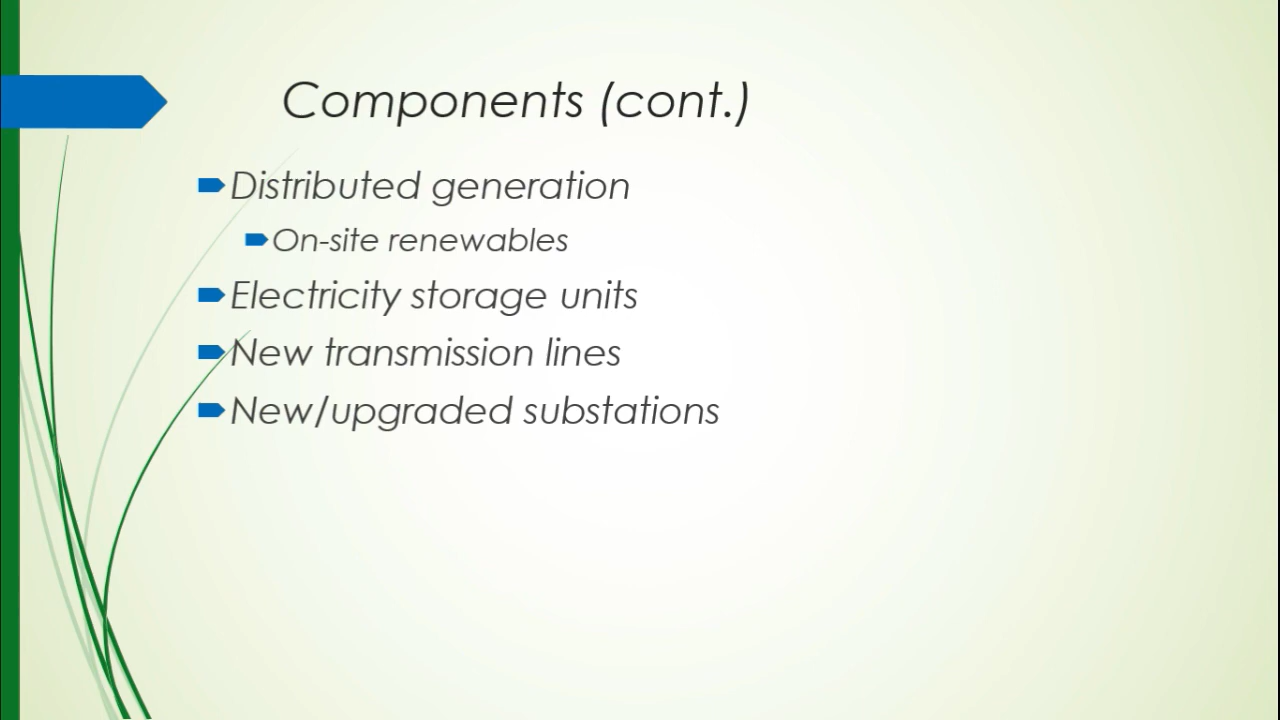 Components (cont.)
Distributed generation
On-site renewables
Electricity storage units
New transmission lines
New/upgraded substations